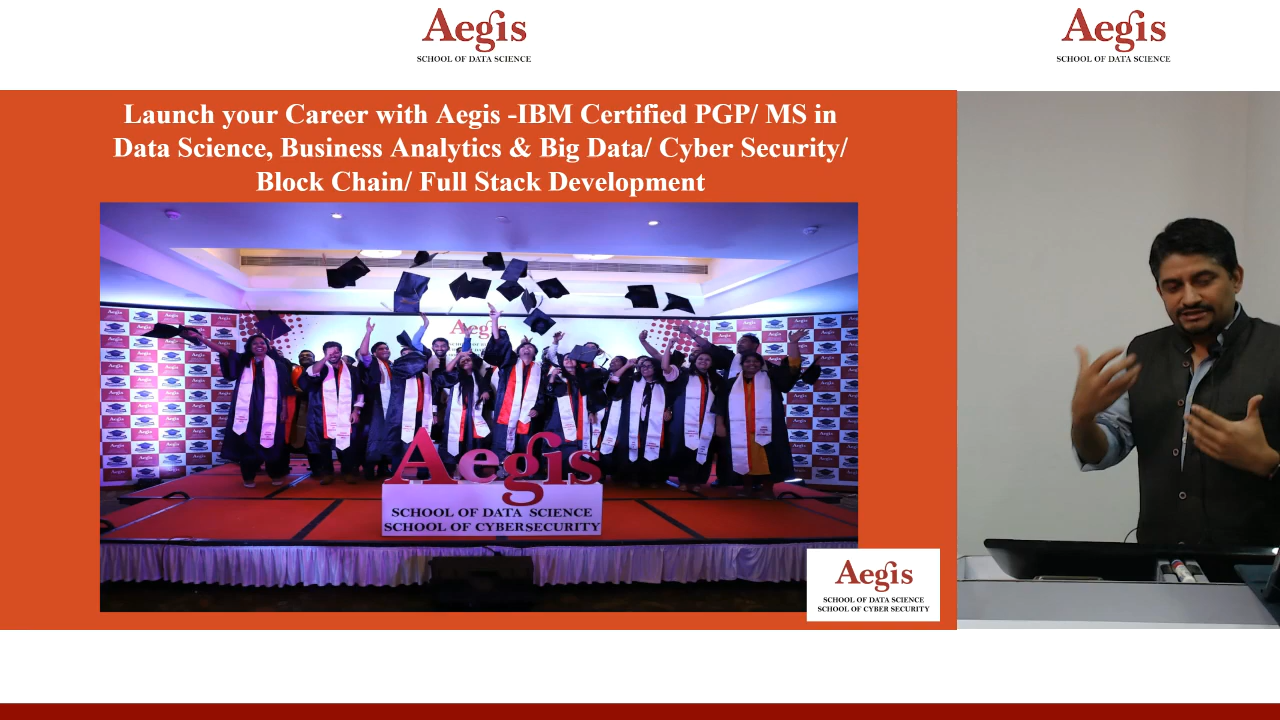 Aegis
SCHOOL OF DATA SCIENCE
Aegis
SCHOOL OF DATA SCIENCE
Launch your Career with Aegis -IBM Certified PGP/ MS in
Data Science, Business Analytics & Big Data/ Cyber Security/
Block Chain/ Full Stack Development
Aegis
Aegis
SCHOOL OF DATA SCIENCE
SCHOOL OF CYBERSECURITY
Aegis
SCHOOL OF DATA SCIENCE
SCHOOL OF CYBER SECURITY